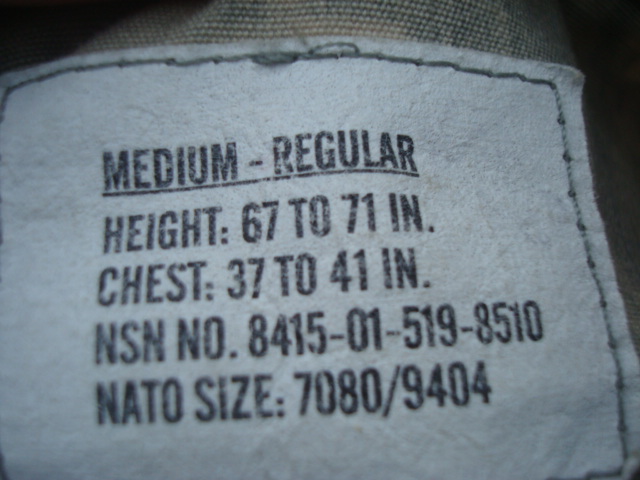 MEDIUM - REGULAR
HEIGHT: 67 TO 71 IN.
CHEST: 37 TO 41 IN.
NSN NO. 8415-01-519-8510
NATO SIZE: 7080/9404